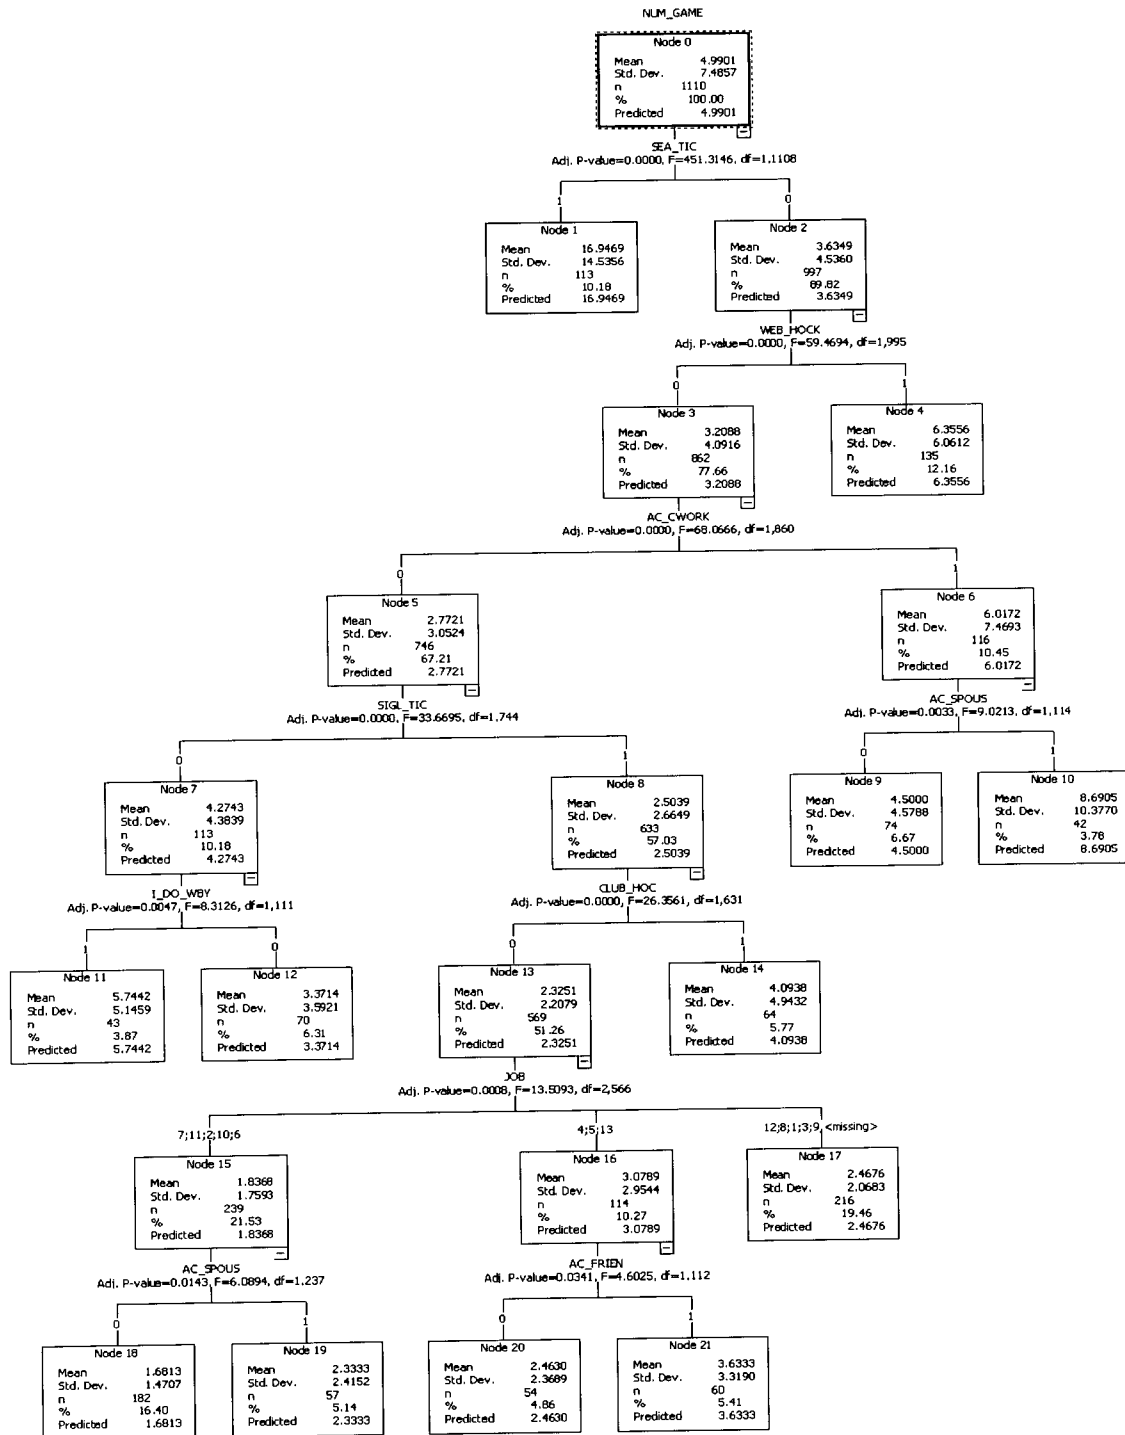 NUM_GAME
Node 0
Mean 4.9901
Std. Dev. 7.4857
n 1110
% 100.00
Predicted 4.9901
SEA_TIC
Adj. P-value=0.0000, F=451.3146, df=1,1108
1
0
Node 1
Mean 16.9469
Std. Dev. 14.5356
n 113
% 10.18
Predicted 16.9469
Node 2
Mean 3.6349
Std. Dev. 4.5360
n 997
% 89.82
Predicted 3.6349
WEB_HOCK
Adj. P-value=0.0000, F=59.4694, df=1,995
0
1
Node 3
Mean 3.2088
Std. Dev. 4.0916
n 862
% 77.66
Predicted 3.2088
Node 4
Mean 6.3556
Std. Dev. 6.0612
n 135
% 12.16
Predicted 6.3556
AC_CWORK
Adj. P-value=0.0000, F=68.0666, df=1,860
0
1
Node 5
Mean 2.7721
Std. Dev. 3.0524
n 746
% 67.21
Predicted 2.7721
Node 6
Mean 6.0172
Std. Dev. 7.4693
n 116
% 10.45
Predicted 6.0172
SIGL_TIC
Adj. P-value=0.0000, F=33.6695, df=1,744
AC_SPOUS
Adj. P-value=0.0033, F=9.0213, df=1,114
0
1
0
1
Node 7
Mean 4.2743
Std. Dev. 4.3839
n 113
% 10.18
Predicted 4.2743
Node 8
Mean 2.5039
Std. Dev. 2.6649
n 633
% 57.03
Predicted 2.5039
Node 9
Mean 4.5000
Std. Dev. 4.5788
n 74
% 6.67
Predicted 4.5000
Node 10
Mean 8.6905
Std. Dev. 10.3770
n 42
% 3.78
Predicted 8.6905
I_DO_WBY
Adj. P-value=0.0047, F=8.3126, df=1,111
CLUB_HOC
Adj. P-value=0.0000, F=26.3561, df=1,631
1
0
0
1
Node 11
Mean 5.7442
Std. Dev. 5.1459
n 43
% 3.87
Predicted 5.7442
Node 12
Mean 3.3714
Std. Dev. 3.5921
n 70
% 6.31
Predicted 3.3714
Node 13
Mean 2.3251
Std. Dev. 2.2079
n 569
% 51.26
Predicted 2.3251
Node 14
Mean 4.0938
Std. Dev. 4.9432
n 64
% 5.77
Predicted 4.0938
JOB
Adj. P-value=0.0008, F=13.5093, df=2,566
7;11;2;10;6
4;5;13
12;8;1;3;9,<missing>
Node 15
Mean 1.8368
Std. Dev. 1.7593
n 239
% 21.53
Predicted 1.8368
Node 16
Mean 3.0789
Std. Dev. 2.9544
n 114
% 10.27
Predicted 3.0789
Node 17
Mean 2.4676
Std. Dev. 2.0683
n 216
% 19.46
Predicted 2.4676
AC_SPOUS
Adj. P-value=0.0143, F=6.0894, df=1,237
AC_FRIEN
Adj. P-value=0.0341, F=4.6025, df=1,112
0
1
0
1
Node 18
Mean 1.6813
Std. Dev. 1.4707
n 182
% 16.40
Predicted 1.6813
Node 19
Mean 2.3333
Std. Dev. 2.4152
n 57
% 5.14
Predicted 2.3333
Node 20
Mean 2.4630
Std. Dev. 2.3689
n 54
% 4.86
Predicted 2.4630
Node 21
Mean 3.6333
Std. Dev. 3.3190
n 60
% 5.41
Predicted 3.6333